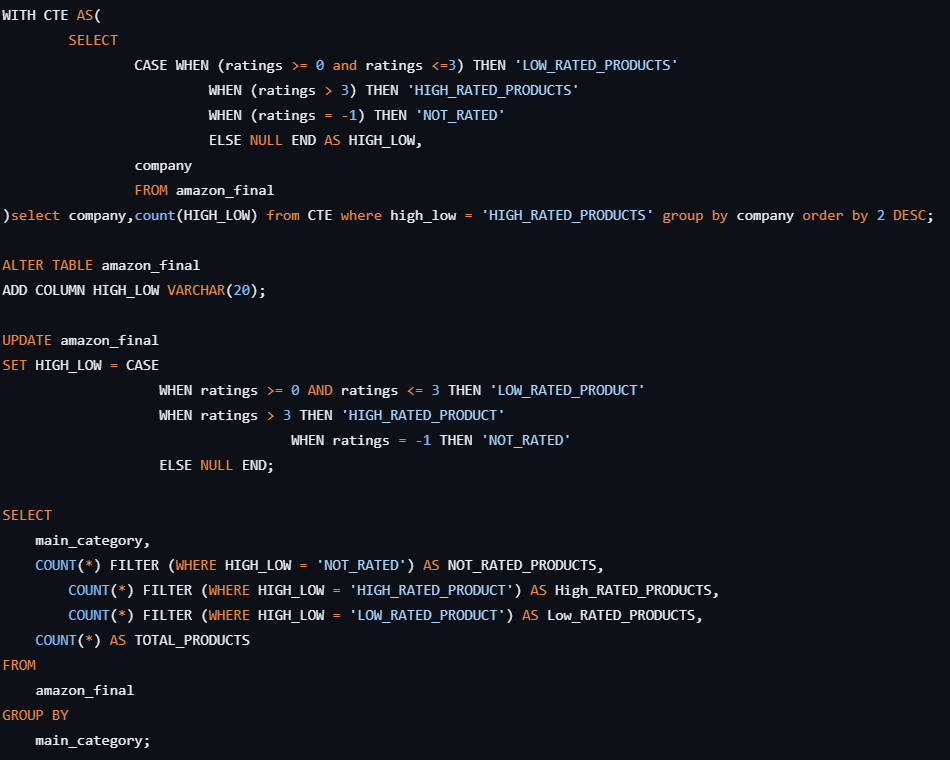 WITH CTE AS(
SELECT
CASE WHEN (ratings >= 0 and ratings <=3) THEN 'LOW_RATED_PRODUCTS'
WHEN (ratings > 3) THEN 'HIGH_RATED_PRODUCTS'
WHEN (ratings = -1) THEN 'NOT_RATED'
ELSE NULL END AS HIGH_LOW,
company
FROM amazon_final
)select company,count(HIGH_LOW) from CTE where high_low = 'HIGH_RATED_PRODUCTS' group by company order by 2 DESC;
ALTER TABLE amazon_final
ADD COLUMN HIGH_LOW VARCHAR(20);
UPDATE amazon_final
SET HIGH_LOW = CASE
WHEN ratings >= 0 AND ratings <= 3 THEN 'LOW_RATED_PRODUCT'
WHEN ratings > 3 THEN 'HIGH_RATED_PRODUCT'
WHEN ratings = -1 THEN 'NOT_RATED'
ELSE NULL END;
SELECT
main_category,
COUNT(*) FILTER (WHERE HIGH_LOW = 'NOT_RATED') AS NOT_RATED_PRODUCTS,
COUNT(*) FILTER (WHERE HIGH_LOW = 'HIGH_RATED_PRODUCT') AS High_RATED_PRODUCTS,
COUNT(*) FILTER (WHERE HIGH_LOW = 'LOW_RATED_PRODUCT') AS Low_RATED_PRODUCTS,
COUNT(*) AS TOTAL_PRODUCTS
FROM
amazon_final
GROUP BY
main_category;